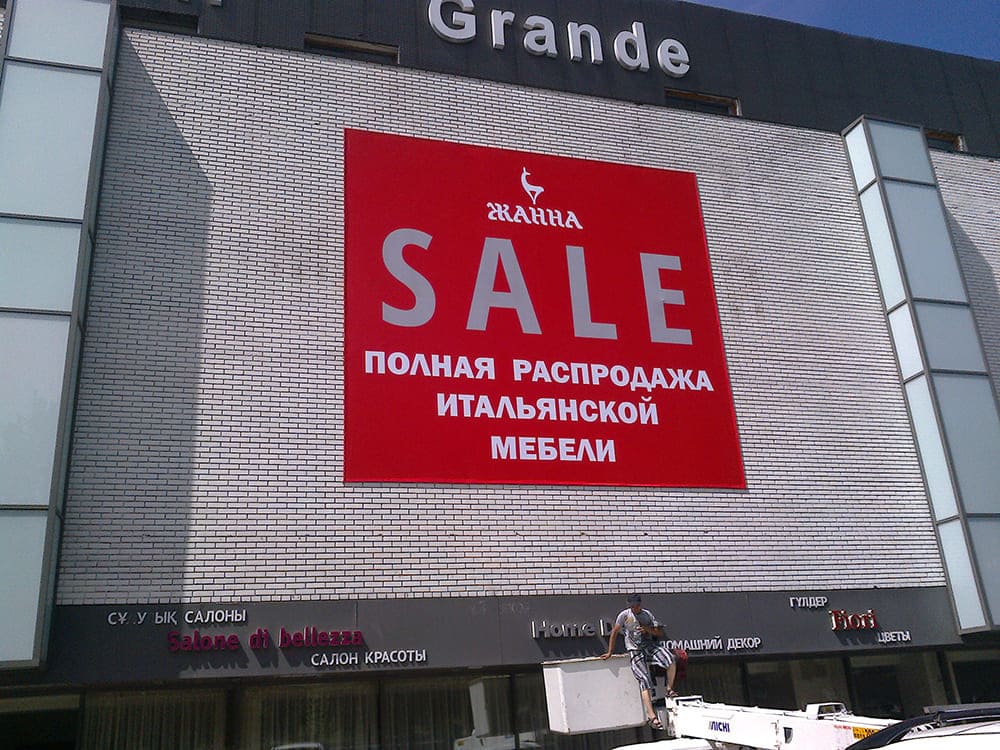 Grande
ЖАННА
SALE
ПОЛНАЯ РАСПРОДАЖА
ИТАЛЬЯНСКОЙ
МЕБЕЛИ
САЛОНЫ
Salone di bellezza
САЛОН КРАСОТЫ
Home
ДОМАШНИЙ ДЕКОР
ГҮЛДЕР
Fiori
ЦВЕТЫ
AICHI